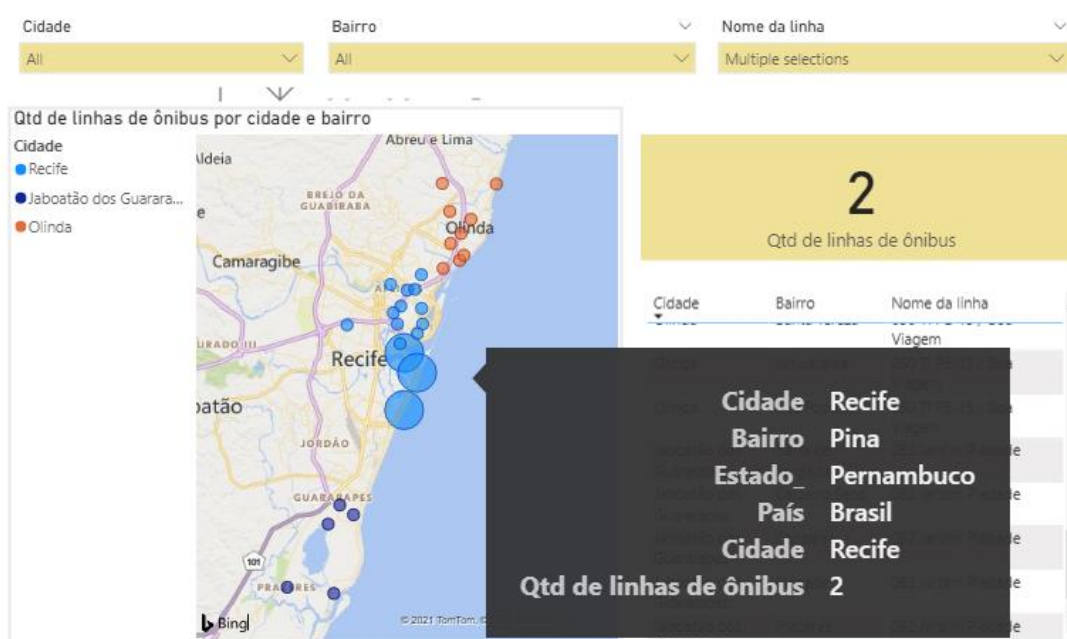 Cidade
Bairro
Nome da linha
All
All
Multiple selections
Qtd de linhas de ônibus por cidade e bairro
Cidade
Recife
Jaboatão dos Guarara...
Olinda
Abreu e Lima
Aldeia
BREJO DA
GUABIRABA
Olinda
Camaragibe
Recife
JORDÃO
GUARARAPES
101
PRAZERES
Bing
© 2021 TomTom, ©
2
Qtd de linhas de ônibus
Cidade
Bairro
Nome da linha
Viagem
Cidade Recife
Bairro Pina
Estado_ Pernambuco
País Brasil
Cidade Recife
Qtd de linhas de ônibus 2